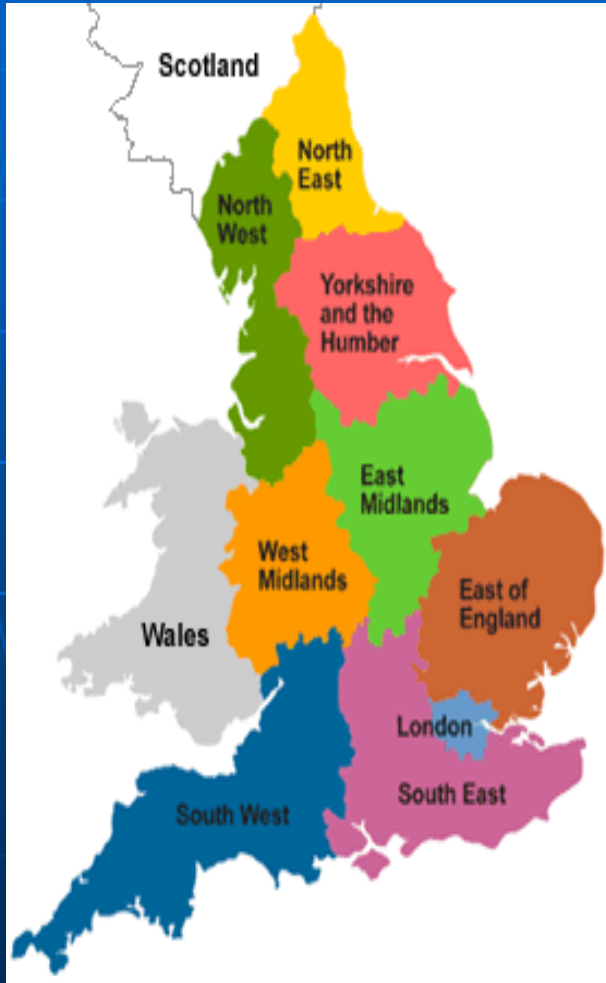 Scotland
North
East
North
West
Yorkshire
and the
Humber
East
Midlands
West
Midlands
East of
England
Wales
London
South East
South West